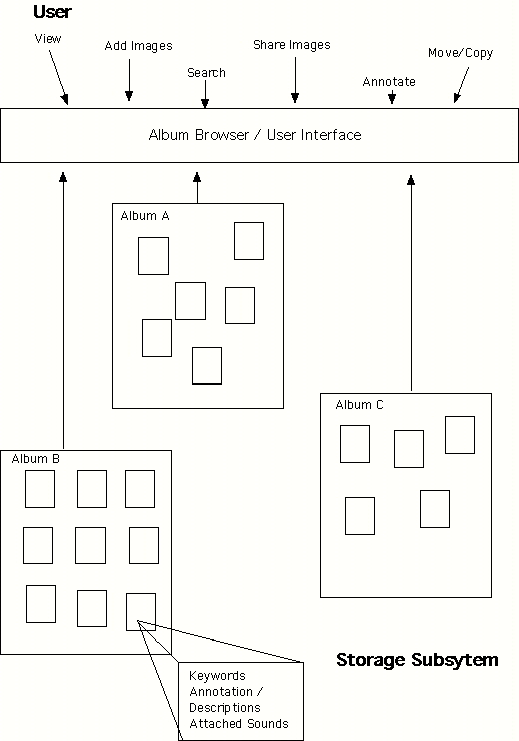 User
View
Add Images
Search
Share Images
Annotate
Move/Copy
Album Browser / User Interface
Album A
Album C
Album B
Storage Subsytem
Keywords
Annotation /
Descriptions
Attached Sounds